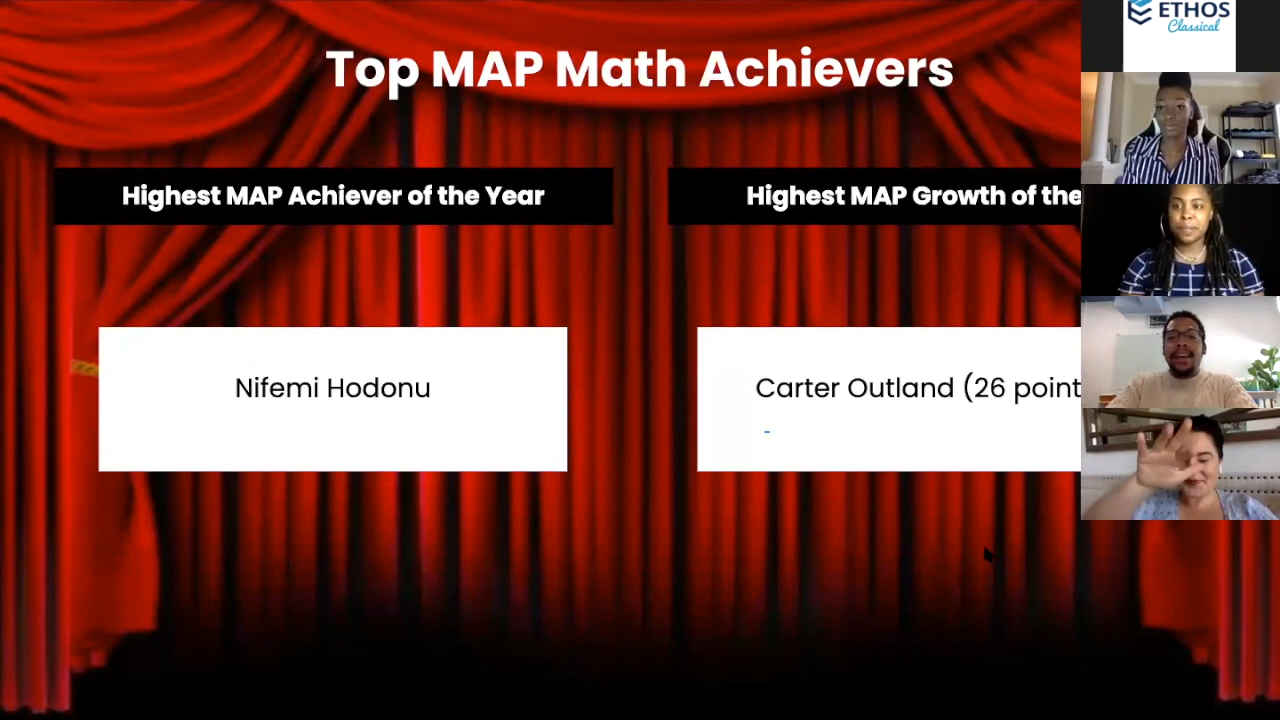 Top MAP Math Achievers
Highest MAP Achiever of the Year
Highest MAP Growth of the
Nifemi Hodonu
Carter Outland (26 point
-
ETHOS
Classical